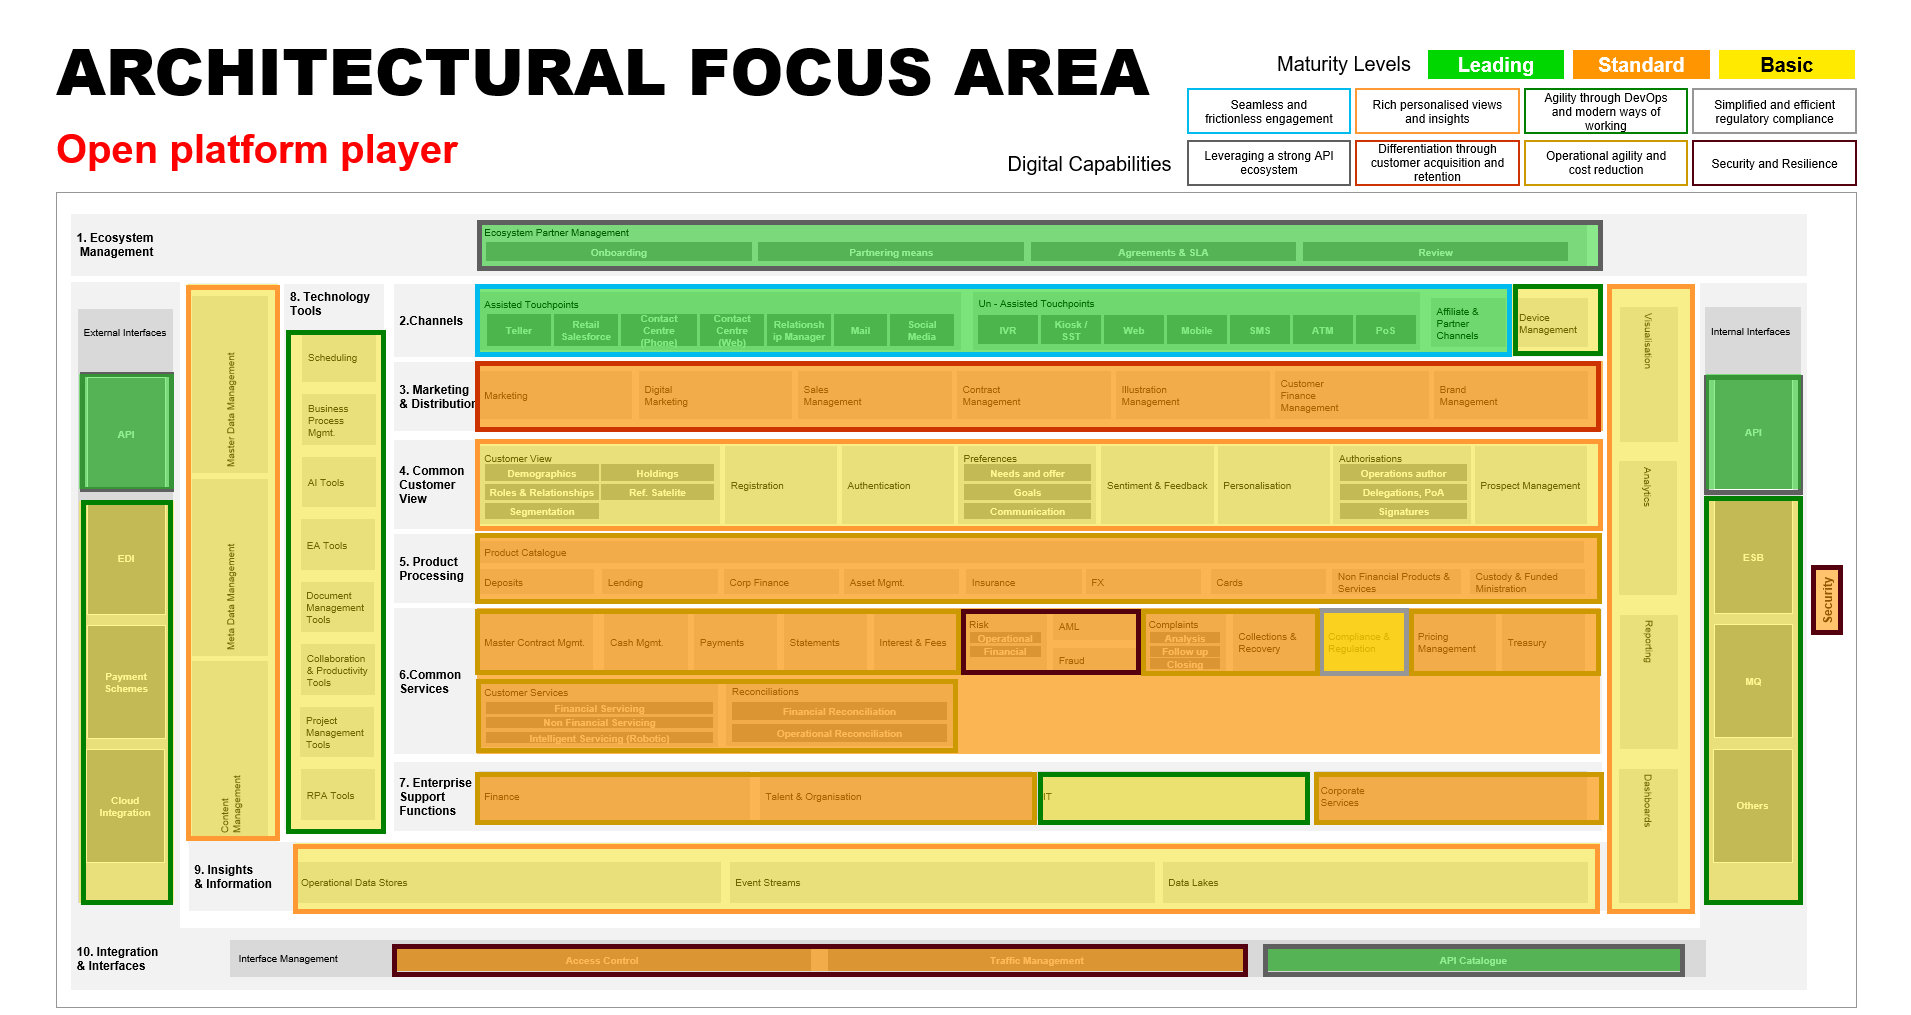 ARCHITECTURAL FOCUS AREA
Open platform player
Maturity Levels
Leading
Standard
Basic
Digital Capabilities
Seamless and
frictionless engagement
Rich personalised views
and insights
Agility through DevOps
and modern ways of
working
Simplified and efficient
regulatory compliance
Leveraging a strong API
ecosystem
Differentiation through
customer acquisition and
retention
Operational agility and
cost reduction
Security and Resilience
1. Ecosystem
Management
Ecosystem Partner Management
Onboarding
Partnering means
Agreements & SLA
Review
External Interfaces
API
EDI
Payment
Schemes
Cloud
Integration
Master Data Management
Meta Data Management
Content
Management
8. Technology
Tools
Scheduling
Business
Process
Mgmt.
AI Tools
EA Tools
Document
Management
Tools
Collaboration
& Productivity
Tools
Project
Management
Tools
RPA Tools
2.Channels
Assisted Touchpoints
Teller
Retail
Salesforce
Contact
Centre
(Phone)
Contact
Centre
(Web)
Relationsh
ip Manager
Mail
Social
Media
Un - Assisted Touchpoints
IVR
Kiosk /
SST
Web
Mobile
SMS
ATM
PoS
Affiliate &
Partner
Channels
Device
Management
3. Marketing
& Distribution
Marketing
Digital
Marketing
Sales
Management
Contract
Management
Illustration
Management
Customer
Finance
Management
Brand
Management
4. Common
Customer
View
Customer View
Demographics
Holdings
Roles & Relationships
Ref. Satelite
Segmentation
Registration
Authentication
Preferences
Needs and offer
Goals
Communication
Sentiment & Feedback
Personalisation
Authorisations
Operations author
Delegations, PoA
Signatures
Prospect Management
5. Product
Processing
Product Catalogue
Deposits
Lending
Corp Finance
Asset Mgmt.
Insurance
FX
Cards
Non Financial Products &
Services
Custody & Funded
Ministration
6.Common
Services
Master Contract Mgmt.
Cash Mgmt.
Payments
Statements
Interest & Fees
Risk
Operational
Financial
AML
Fraud
Complaints
Analysis
Follow up
Closing
Collections &
Recovery
Compliance &
Regulation
Pricing
Management
Treasury
Customer Services
Financial Servicing
Non Financial Servicing
Intelligent Servicing (Robotic)
Reconciliations
Financial Reconciliation
Operational Reconciliation
7. Enterprise
Support
Functions
Finance
Talent & Organisation
IT
Corporate
Services
9. Insights
& Information
Operational Data Stores
Event Streams
Data Lakes
Visualisation
Analytics
Reporting
Dashboards
Internal Interfaces
API
ESB
MQ
Others
Security
10. Integration
& Interfaces
Interface Management
Access Control
Traffic Management
API Catalogue